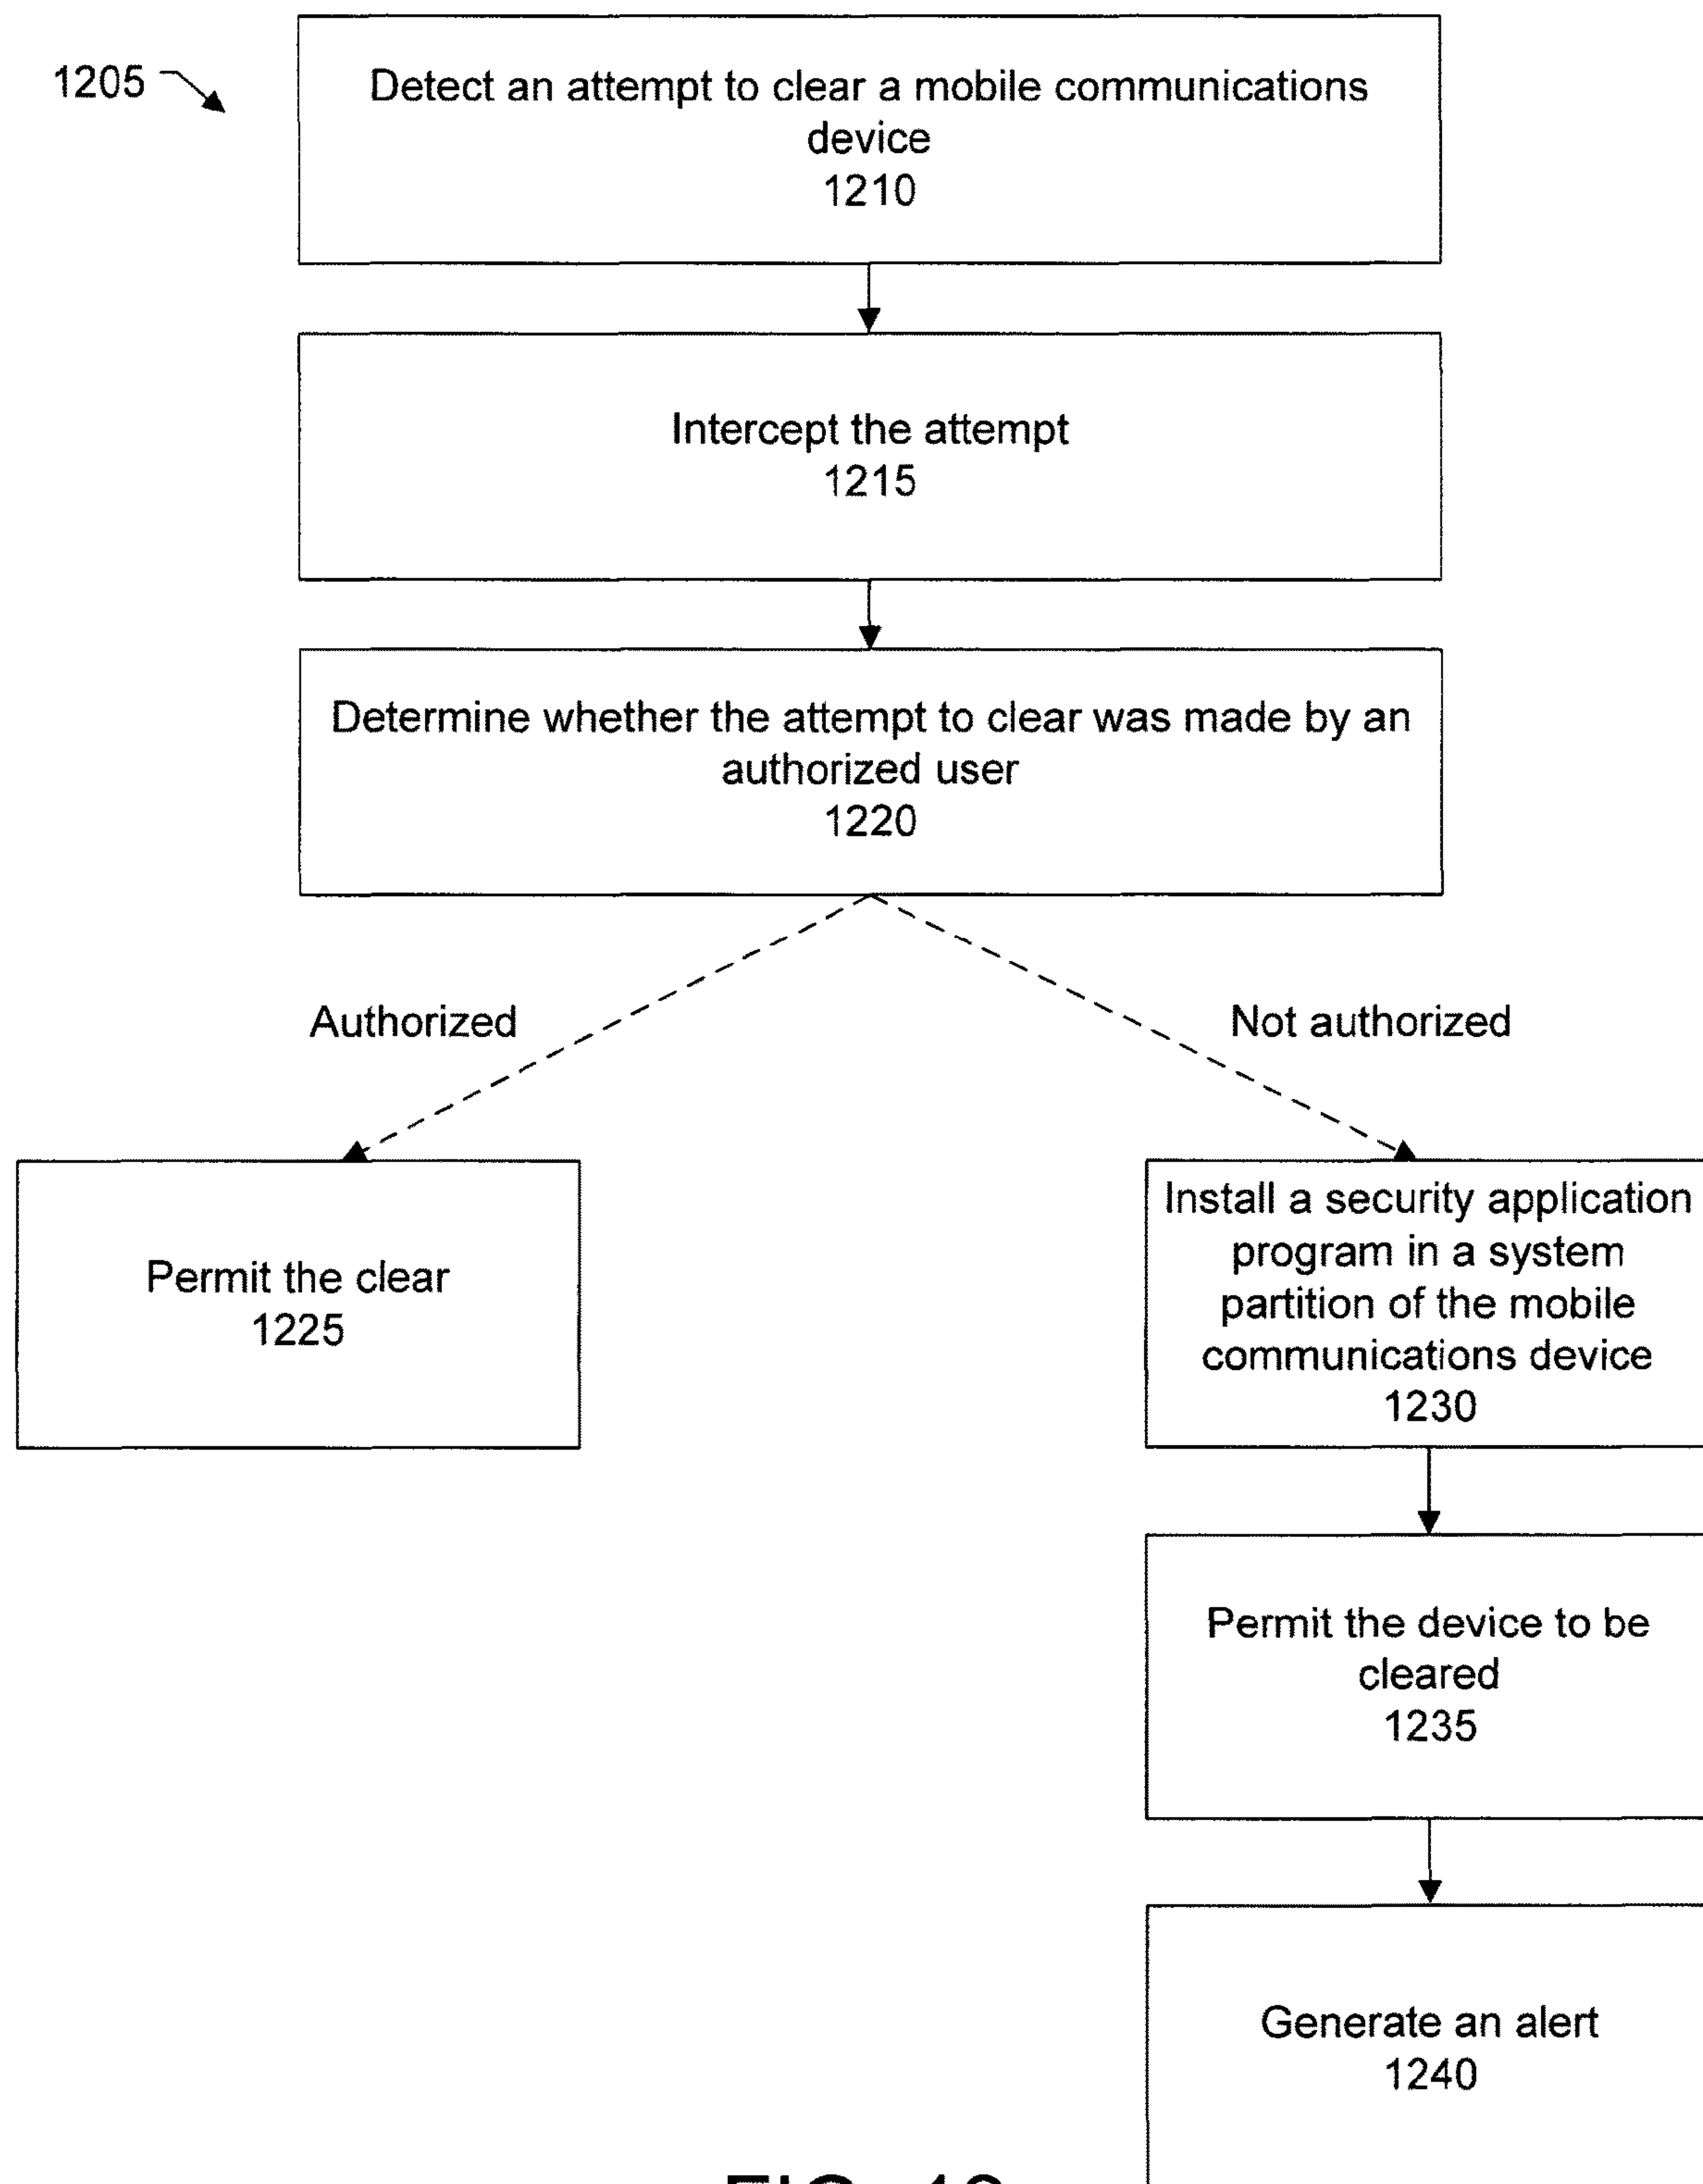 1205
Detect an attempt to clear a mobile communications
device
1210
Intercept the attempt
1215
Determine whether the attempt to clear was made by an
authorized user
1220
Authorized
Not authorized
Permit the clear
1225
Install a security application
program in a system
partition of the mobile
communications device
1230
Permit the device to be
cleared
1235
Generate an alert
1240